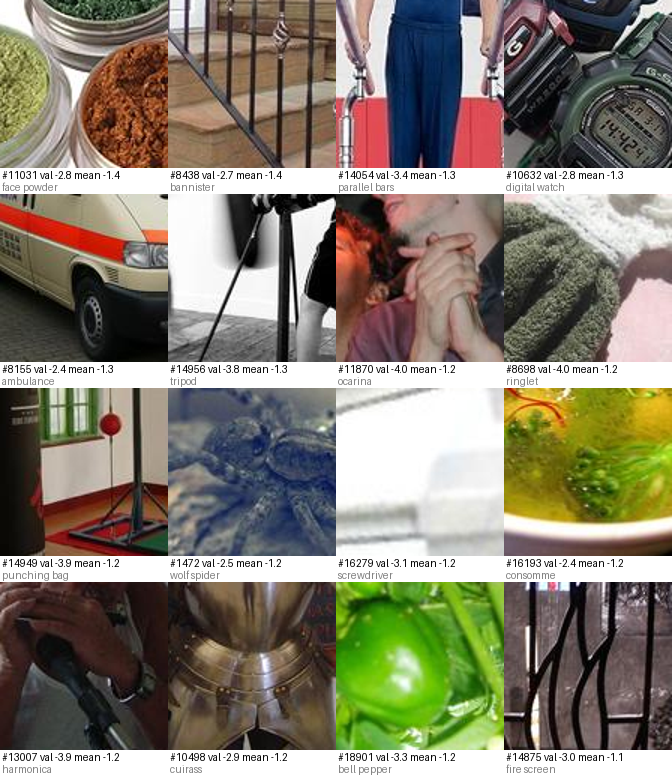 #11031 val -2.8 mean -1.4
face powder
#8438 val -2.7 mean -1.4
bannister
#14054 val -3.4 mean -1.3
parallel bars
#10632 val -2.8 mean -1.3
digital watch
#8155 val -2.4 mean -1.3
ambulance
#14956 val -3.8 mean -1.3
tripod
#11870 val -4.0 mean -1.2
ocarina
#8698 val -4.0 mean -1.2
ringlet
#14949 val -3.9 mean -1.2
punching bag
#1472 val -2.5 mean -1.2
wolf spider
#16279 val -3.1 mean -1.2
screwdriver
#16193 val -2.4 mean -1.2
consomme
#13007 val -3.9 mean -1.2
harmonica
#10498 val -2.9 mean -1.2
cuirass
#18901 val -3.3 mean -1.2
bell pepper
#14875 val -3.0 mean -1.1
fire screen